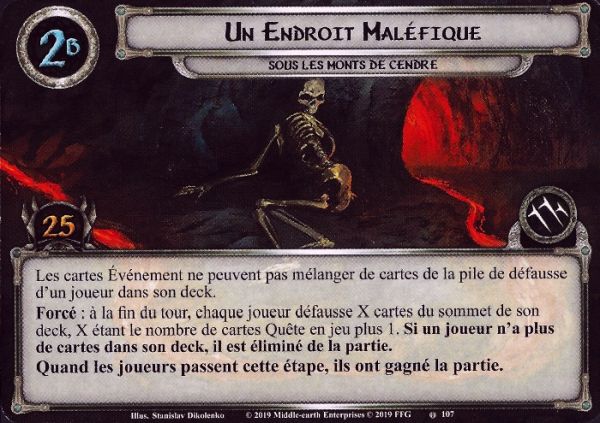 2B
Un Endroit Maléfique
SOUS LES MONTS DE CENDRE
25
Les cartes Événement ne peuvent pas mélanger de cartes de la pile de défausse
d'un joueur dans son deck.
Forcé : à la fin du tour, chaque joueur défausse X cartes du sommet de son
deck, X étant le nombre de cartes Quête en jeu plus 1. Si un joueur n'a plus
de cartes dans son deck, il est éliminé de la partie.
Quand les joueurs passent cette étape, ils ont gagné la partie.
Illus. Stanislav Dikolenko © 2019 Middle-earth Enterprises © 2019 FFG 107